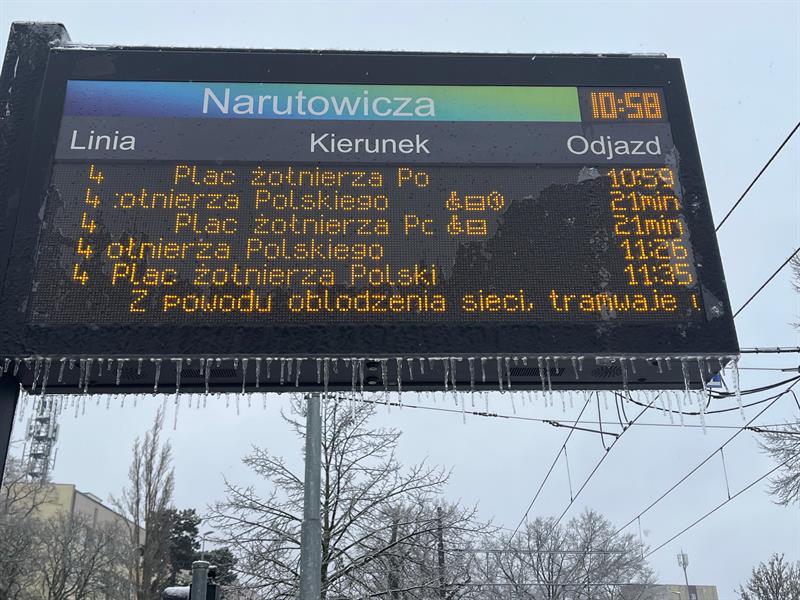 Narutowicza 10:58
Linia Kierunek Odjazd
4 Plac żołnierza Po 10:59
4 :ołnierza Polskiego 21min
4 Plac żołnierza Pc 21min
4 ołnierza Polskiego 11:26
4 Plac żołnierza Polski 11:35
Z powodu oblodzenia sieci, tramwaje